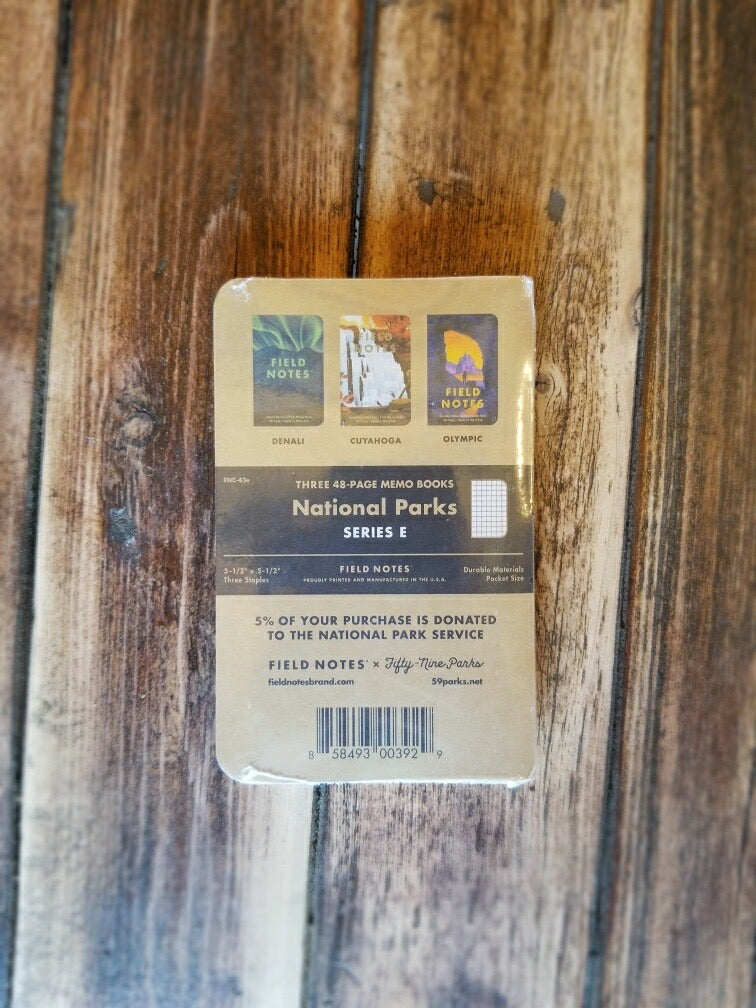 FIELD
NOTES
DENALI
FIELD
NOTES
CUYAHOGA
FIELD
NOTES
OLYMPIC
FNC-43e
THREE 48-PAGE MEMO BOOKS
National Parks
SERIES E
3-1/2" × 5-1/2"
Three Staples
FIELD NOTES
PROUDLY PRINTED AND MANUFACTURED IN THE U.S.A.
Durable Materials
Pocket Size
5% OF YOUR PURCHASE IS DONATED
TO THE NATIONAL PARK SERVICE
FIELD NOTES × Fifty-Nine Parks
fieldnotesbrand.com 59parks.net
8 58493 00392 9